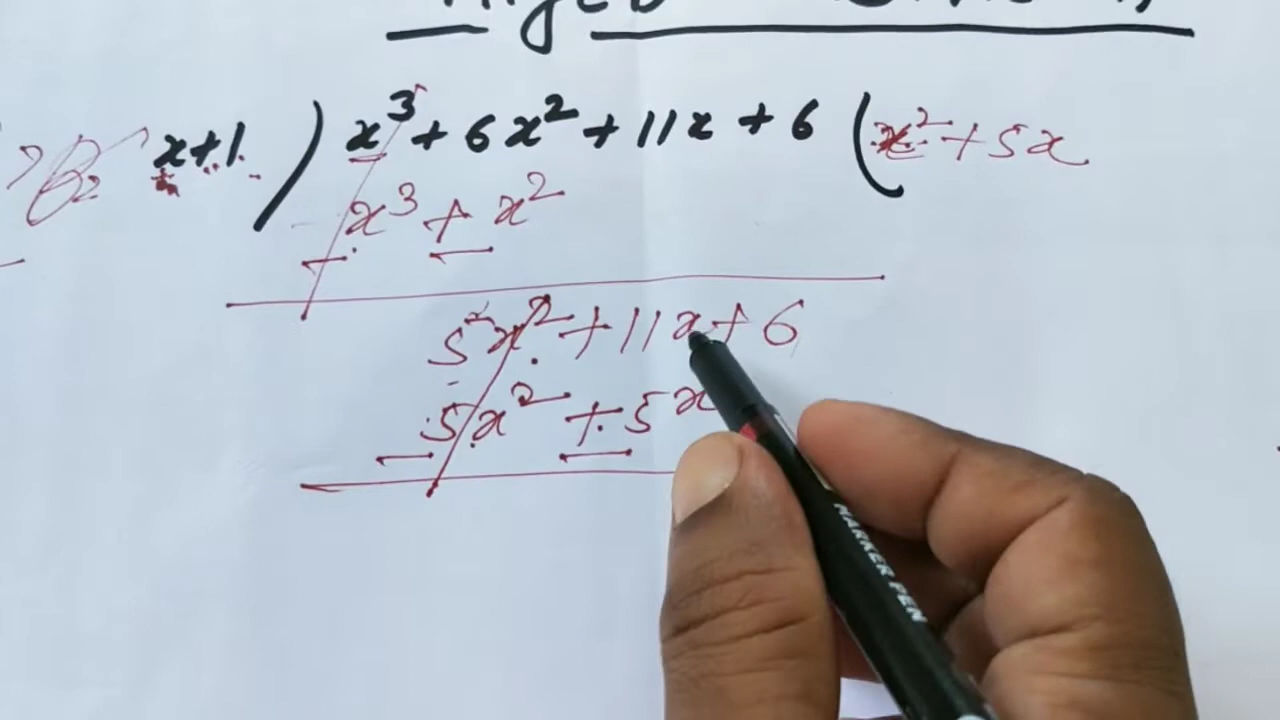 x+1 ) x³ + 6x² + 11x + 6 ( x² + 5x
x³ + x²
− −
5x² + 11x + 6
5x² + 5x
− −
MARKER PEN